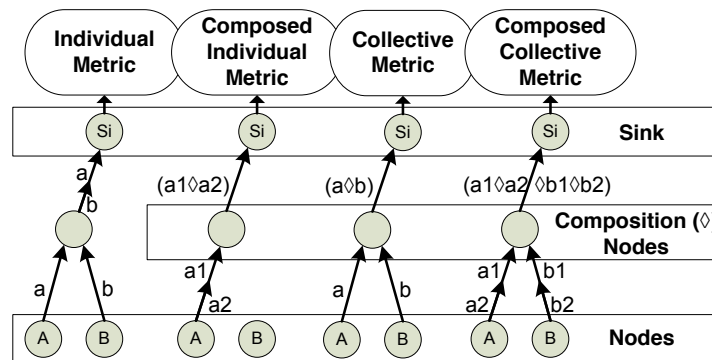 Individual
Metric
Composed
Individual
Metric
Collective
Metric
Composed
Collective
Metric
Si
Si
Si
Si
Sink
a
b
(a1◊a2)
(a◊b)
(a1◊a2 ◊b1◊b2)
Composition (◊)
Nodes
a
b
a1
a2
a
b
a1
b1
a2
b2
A
B
A
B
A
B
A
B
Nodes